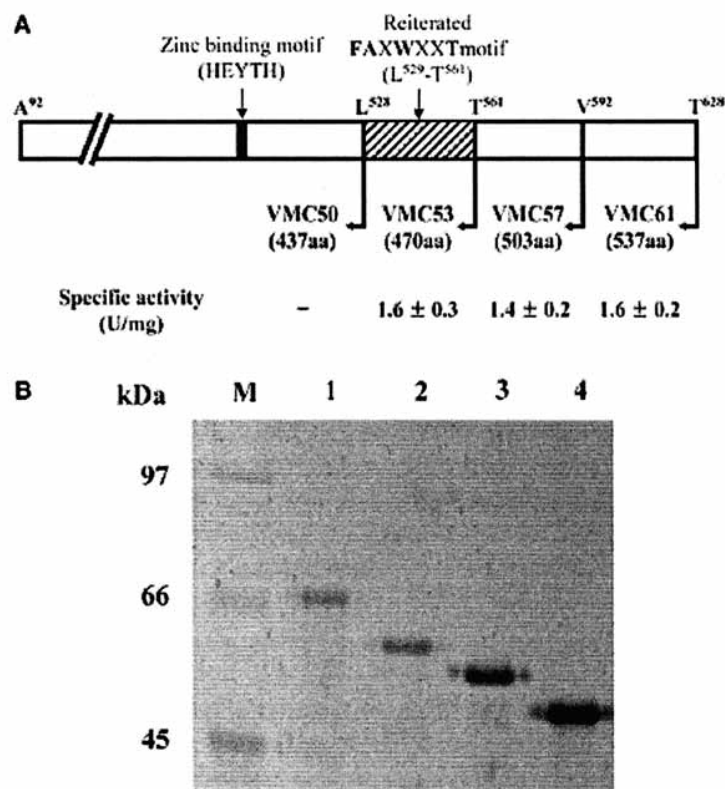 A
Reiterated
Zinc binding motif FAXWXXTmotif
(HEYTH) (L⁵²⁹-T⁵⁶¹)
A⁹² L⁵²⁸ T⁵⁶¹ V⁵⁹² T⁶²⁸
VMC50 VMC53 VMC57 VMC61
(437aa) (470aa) (503aa) (537aa)
Specific activity – 1.6 ± 0.3 1.4 ± 0.2 1.6 ± 0.2
(U/mg)
B kDa M 1 2 3 4
97
66
45